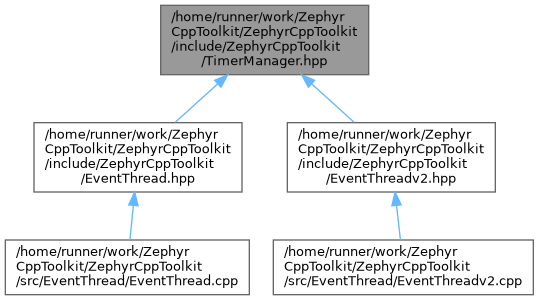 /home/runner/work/Zephyr
CppToolkit/ZephyrCppToolkit
/include/ZephyrCppToolkit
/TimerManager.hpp
/home/runner/work/Zephyr
CppToolkit/ZephyrCppToolkit
/include/ZephyrCppToolkit
/EventThread.hpp
/home/runner/work/Zephyr
CppToolkit/ZephyrCppToolkit
/include/ZephyrCppToolkit
/EventThreadv2.hpp
/home/runner/work/Zephyr
CppToolkit/ZephyrCppToolkit
/src/EventThread/EventThread.cpp
/home/runner/work/Zephyr
CppToolkit/ZephyrCppToolkit
/src/EventThread/EventThreadv2.cpp